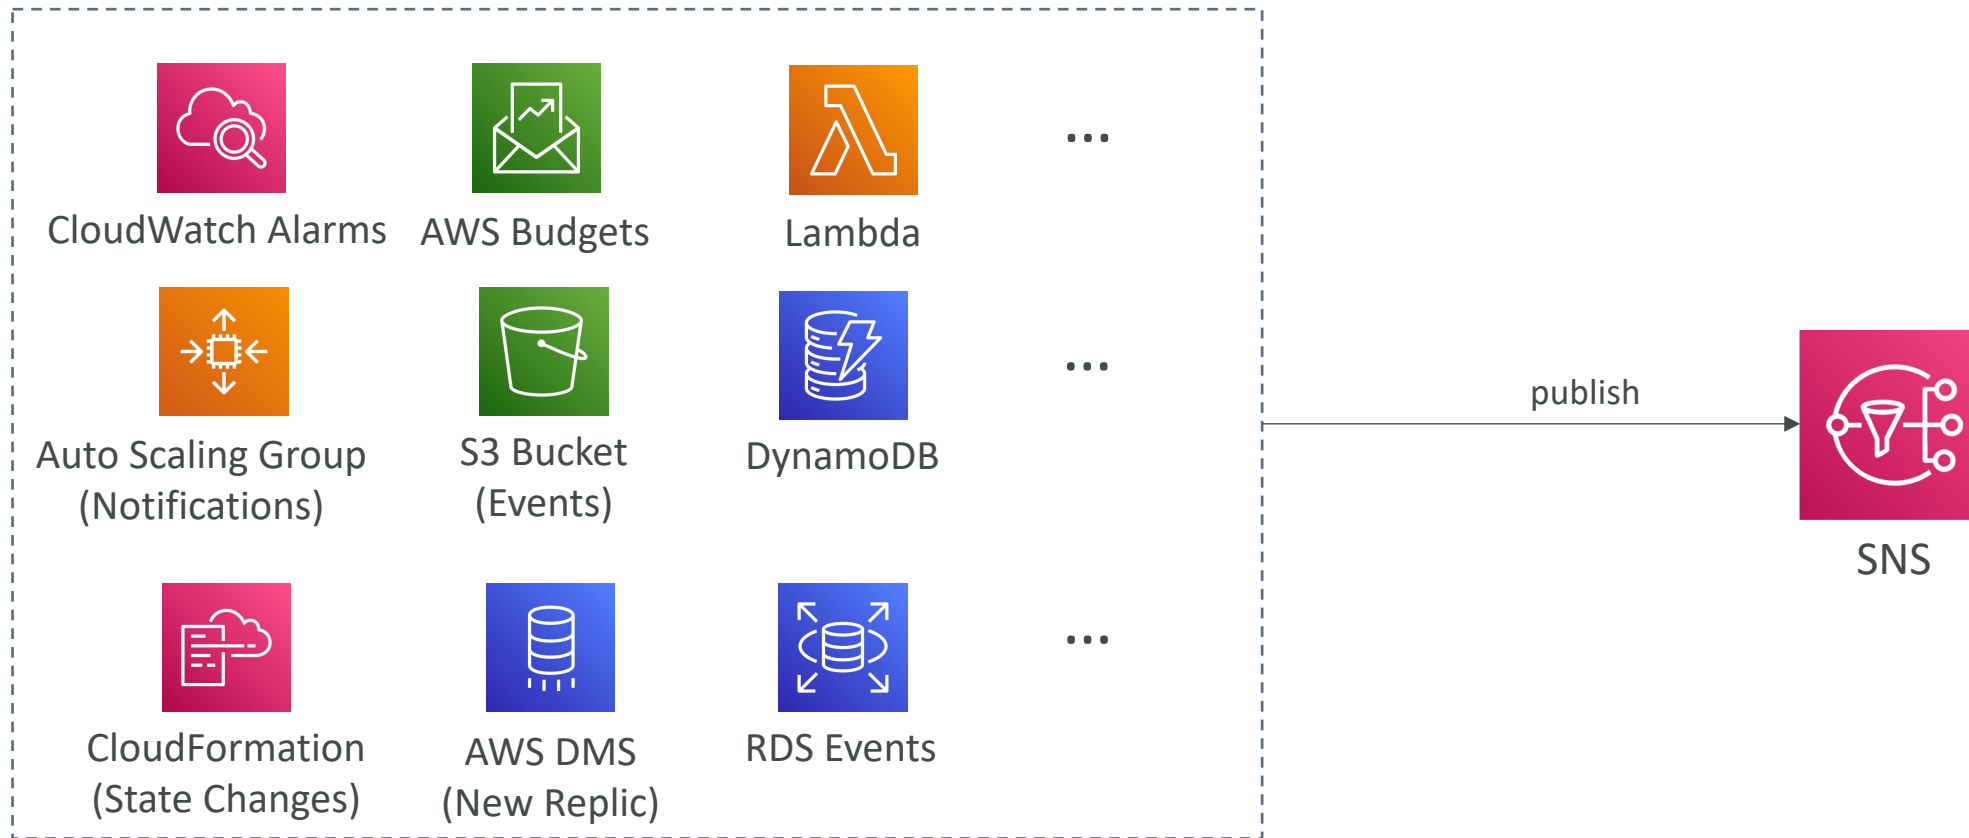 CloudWatch Alarms
AWS Budgets
Lambda
...
Auto Scaling Group
(Notifications)
S3 Bucket
(Events)
DynamoDB
...
CloudFormation
(State Changes)
AWS DMS
(New Replic)
RDS Events
...
publish
SNS